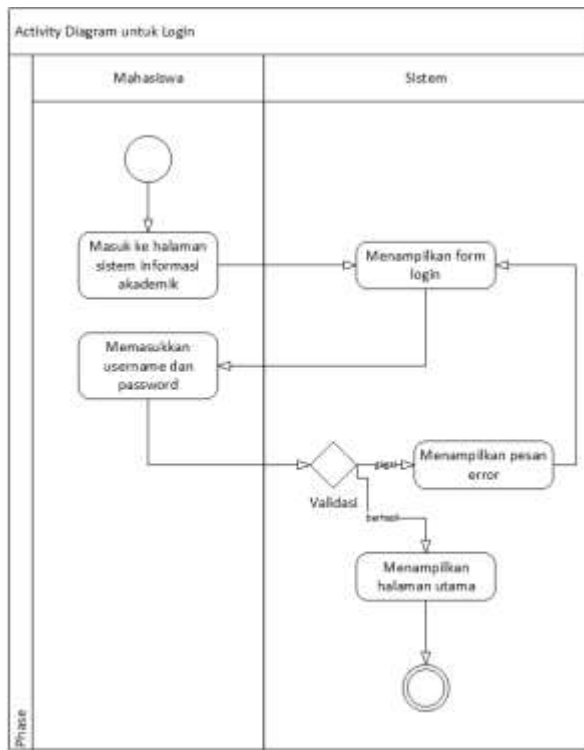 Activity Diagram untuk Login
Mahasiswa
Sistem
Masuk ke halaman
sistem informasi
akademik
Menampilkan form
login
Memasukkan
username dan
password
Validasi
gagal
Menampilkan pesan
error
berhasil
Menampilkan
halaman utama
Phase